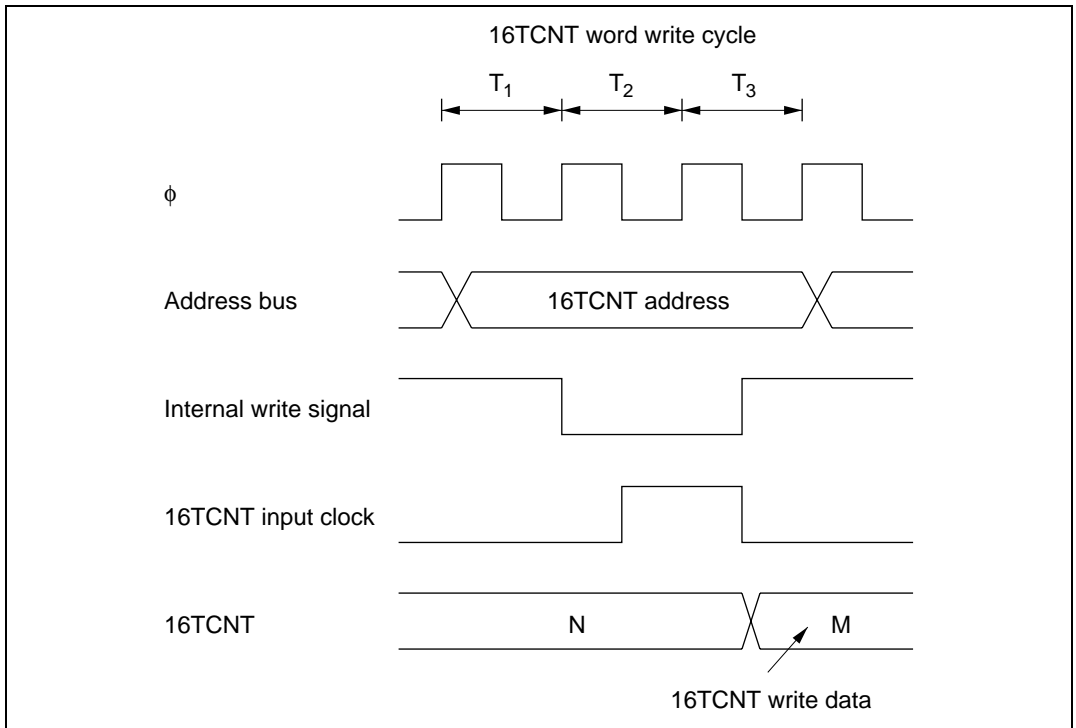 16TCNT word write cycle
T1 T2 T3
ϕ
Address bus 16TCNT address
Internal write signal
16TCNT input clock
16TCNT N M
16TCNT write data